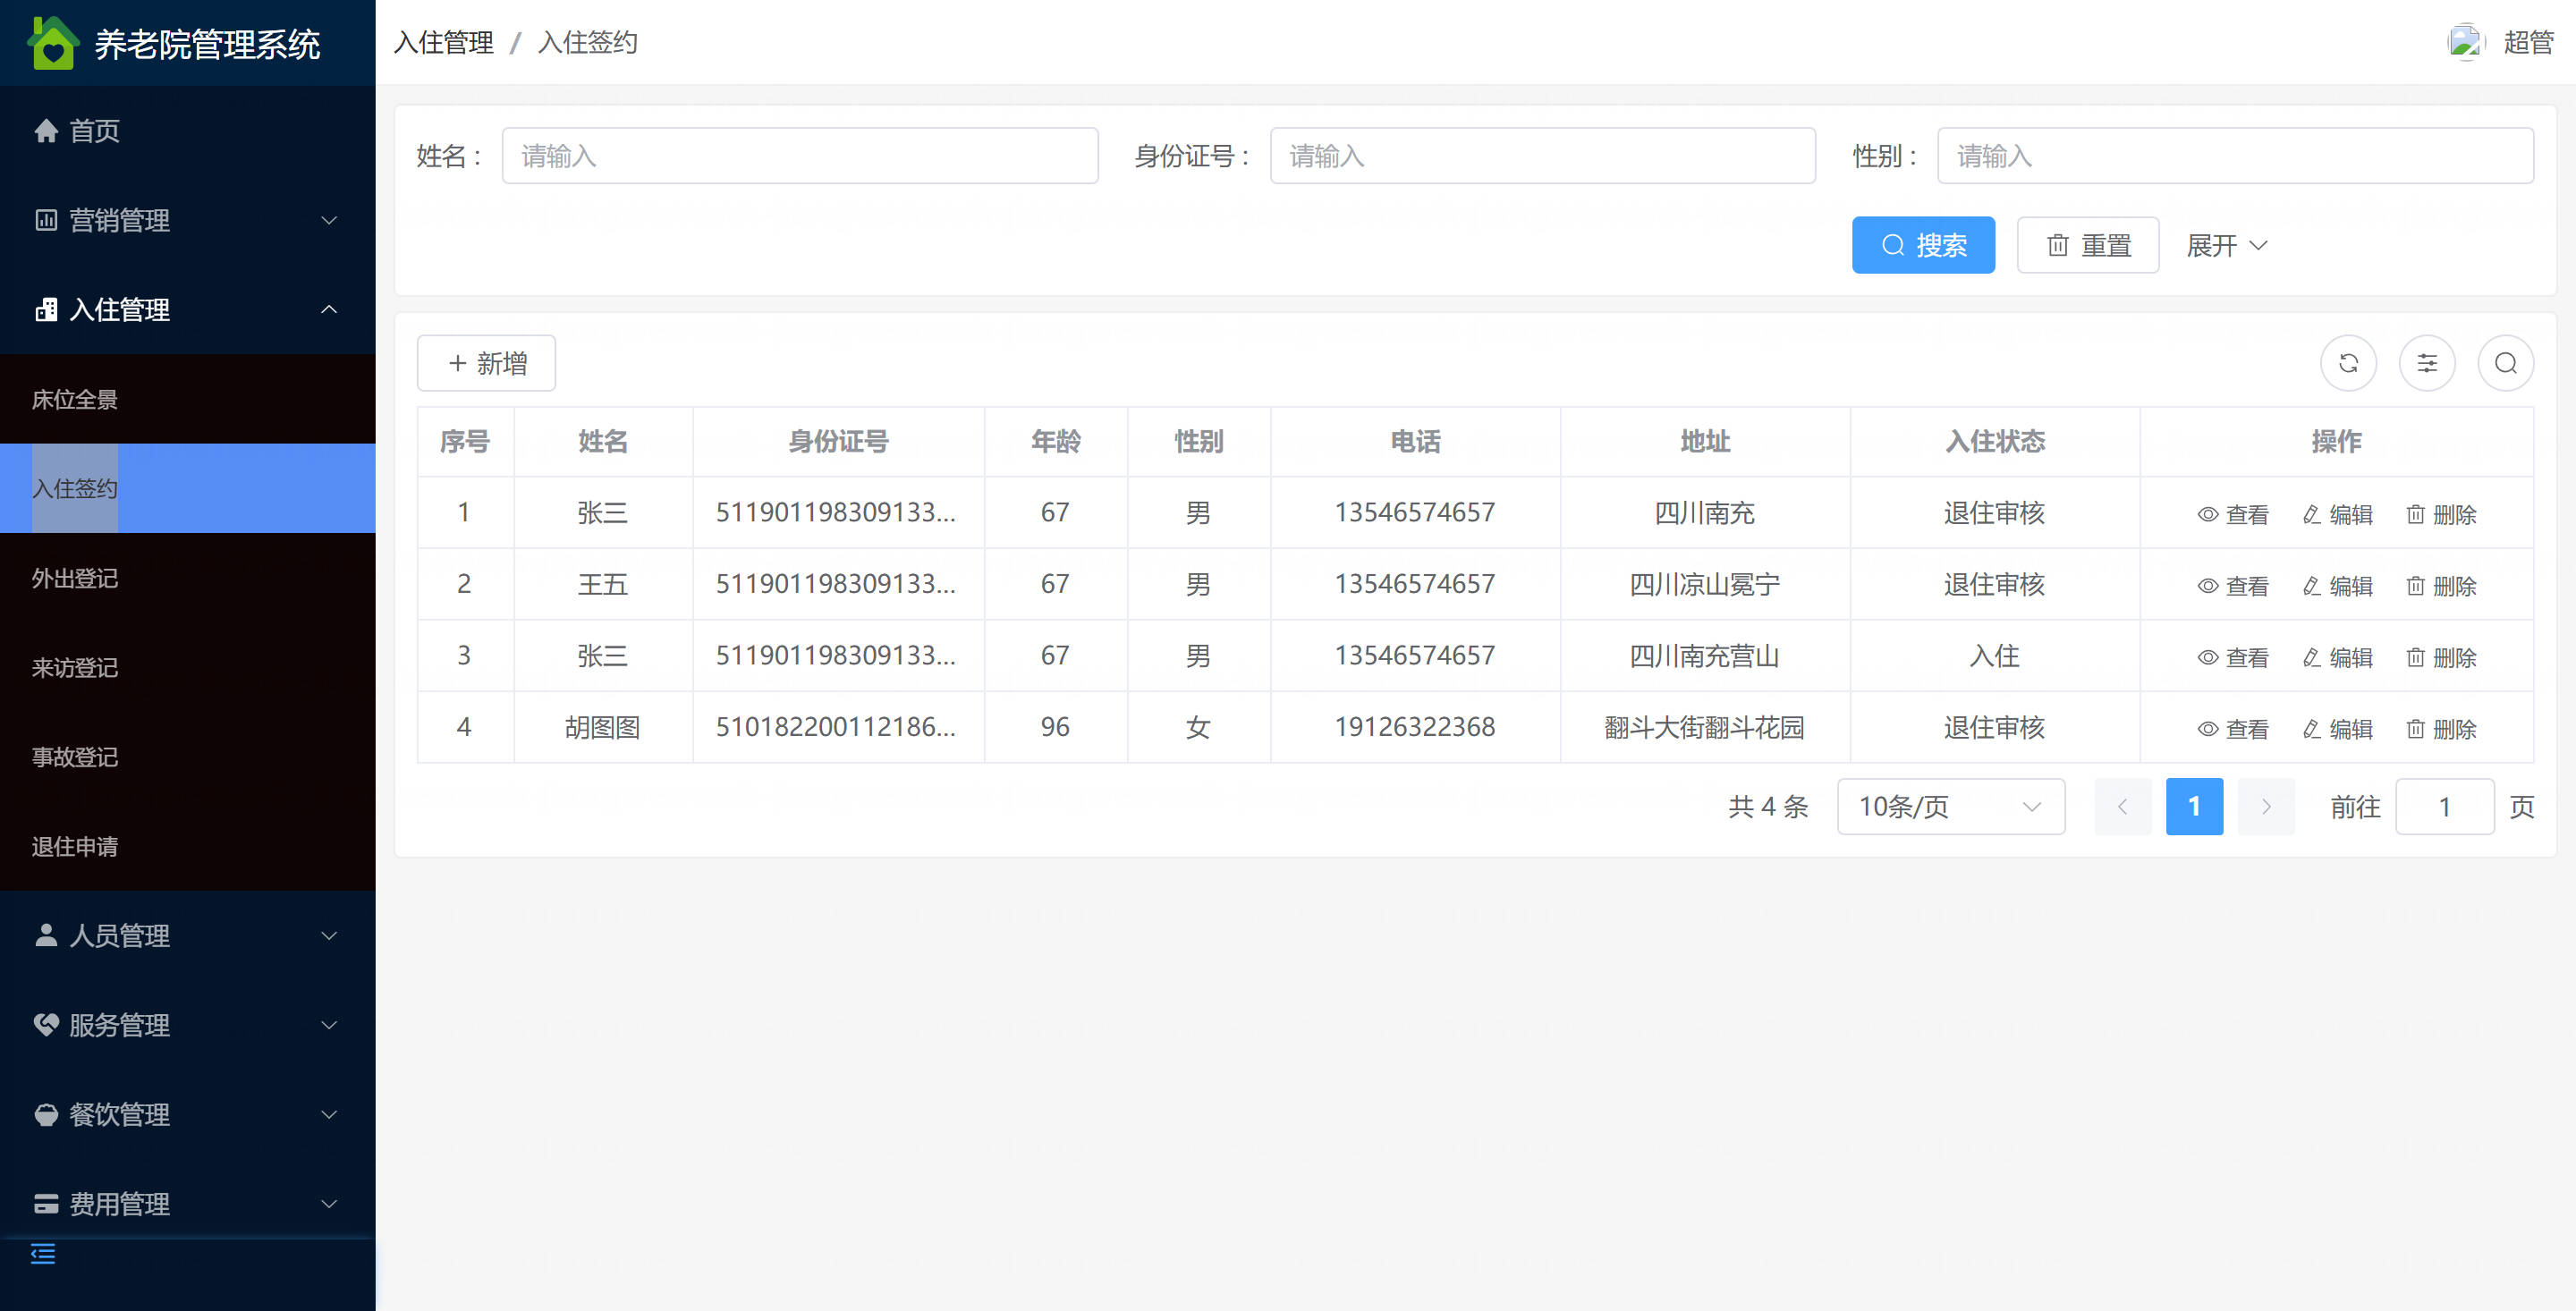 养老院管理系统
首页
营销管理
入住管理
床位全景
入住签约
外出登记
来访登记
事故登记
退住申请
人员管理
服务管理
餐饮管理
费用管理
入住管理 / 入住签约
超管
姓名： 请输入 身份证号： 请输入 性别： 请输入
搜索 重置 展开
+ 新增
序号 姓名 身份证号 年龄 性别 电话 地址 入住状态 操作
1 张三 511901198309133... 67 男 13546574657 四川南充 退住审核 查看 编辑 删除
2 王五 511901198309133... 67 男 13546574657 四川凉山冕宁 退住审核 查看 编辑 删除
3 张三 511901198309133... 67 男 13546574657 四川南充营山 入住 查看 编辑 删除
4 胡图图 510182200112186... 96 女 19126322368 翻斗大街翻斗花园 退住审核 查看 编辑 删除
共 4 条 10条/页 1 前往 1 页